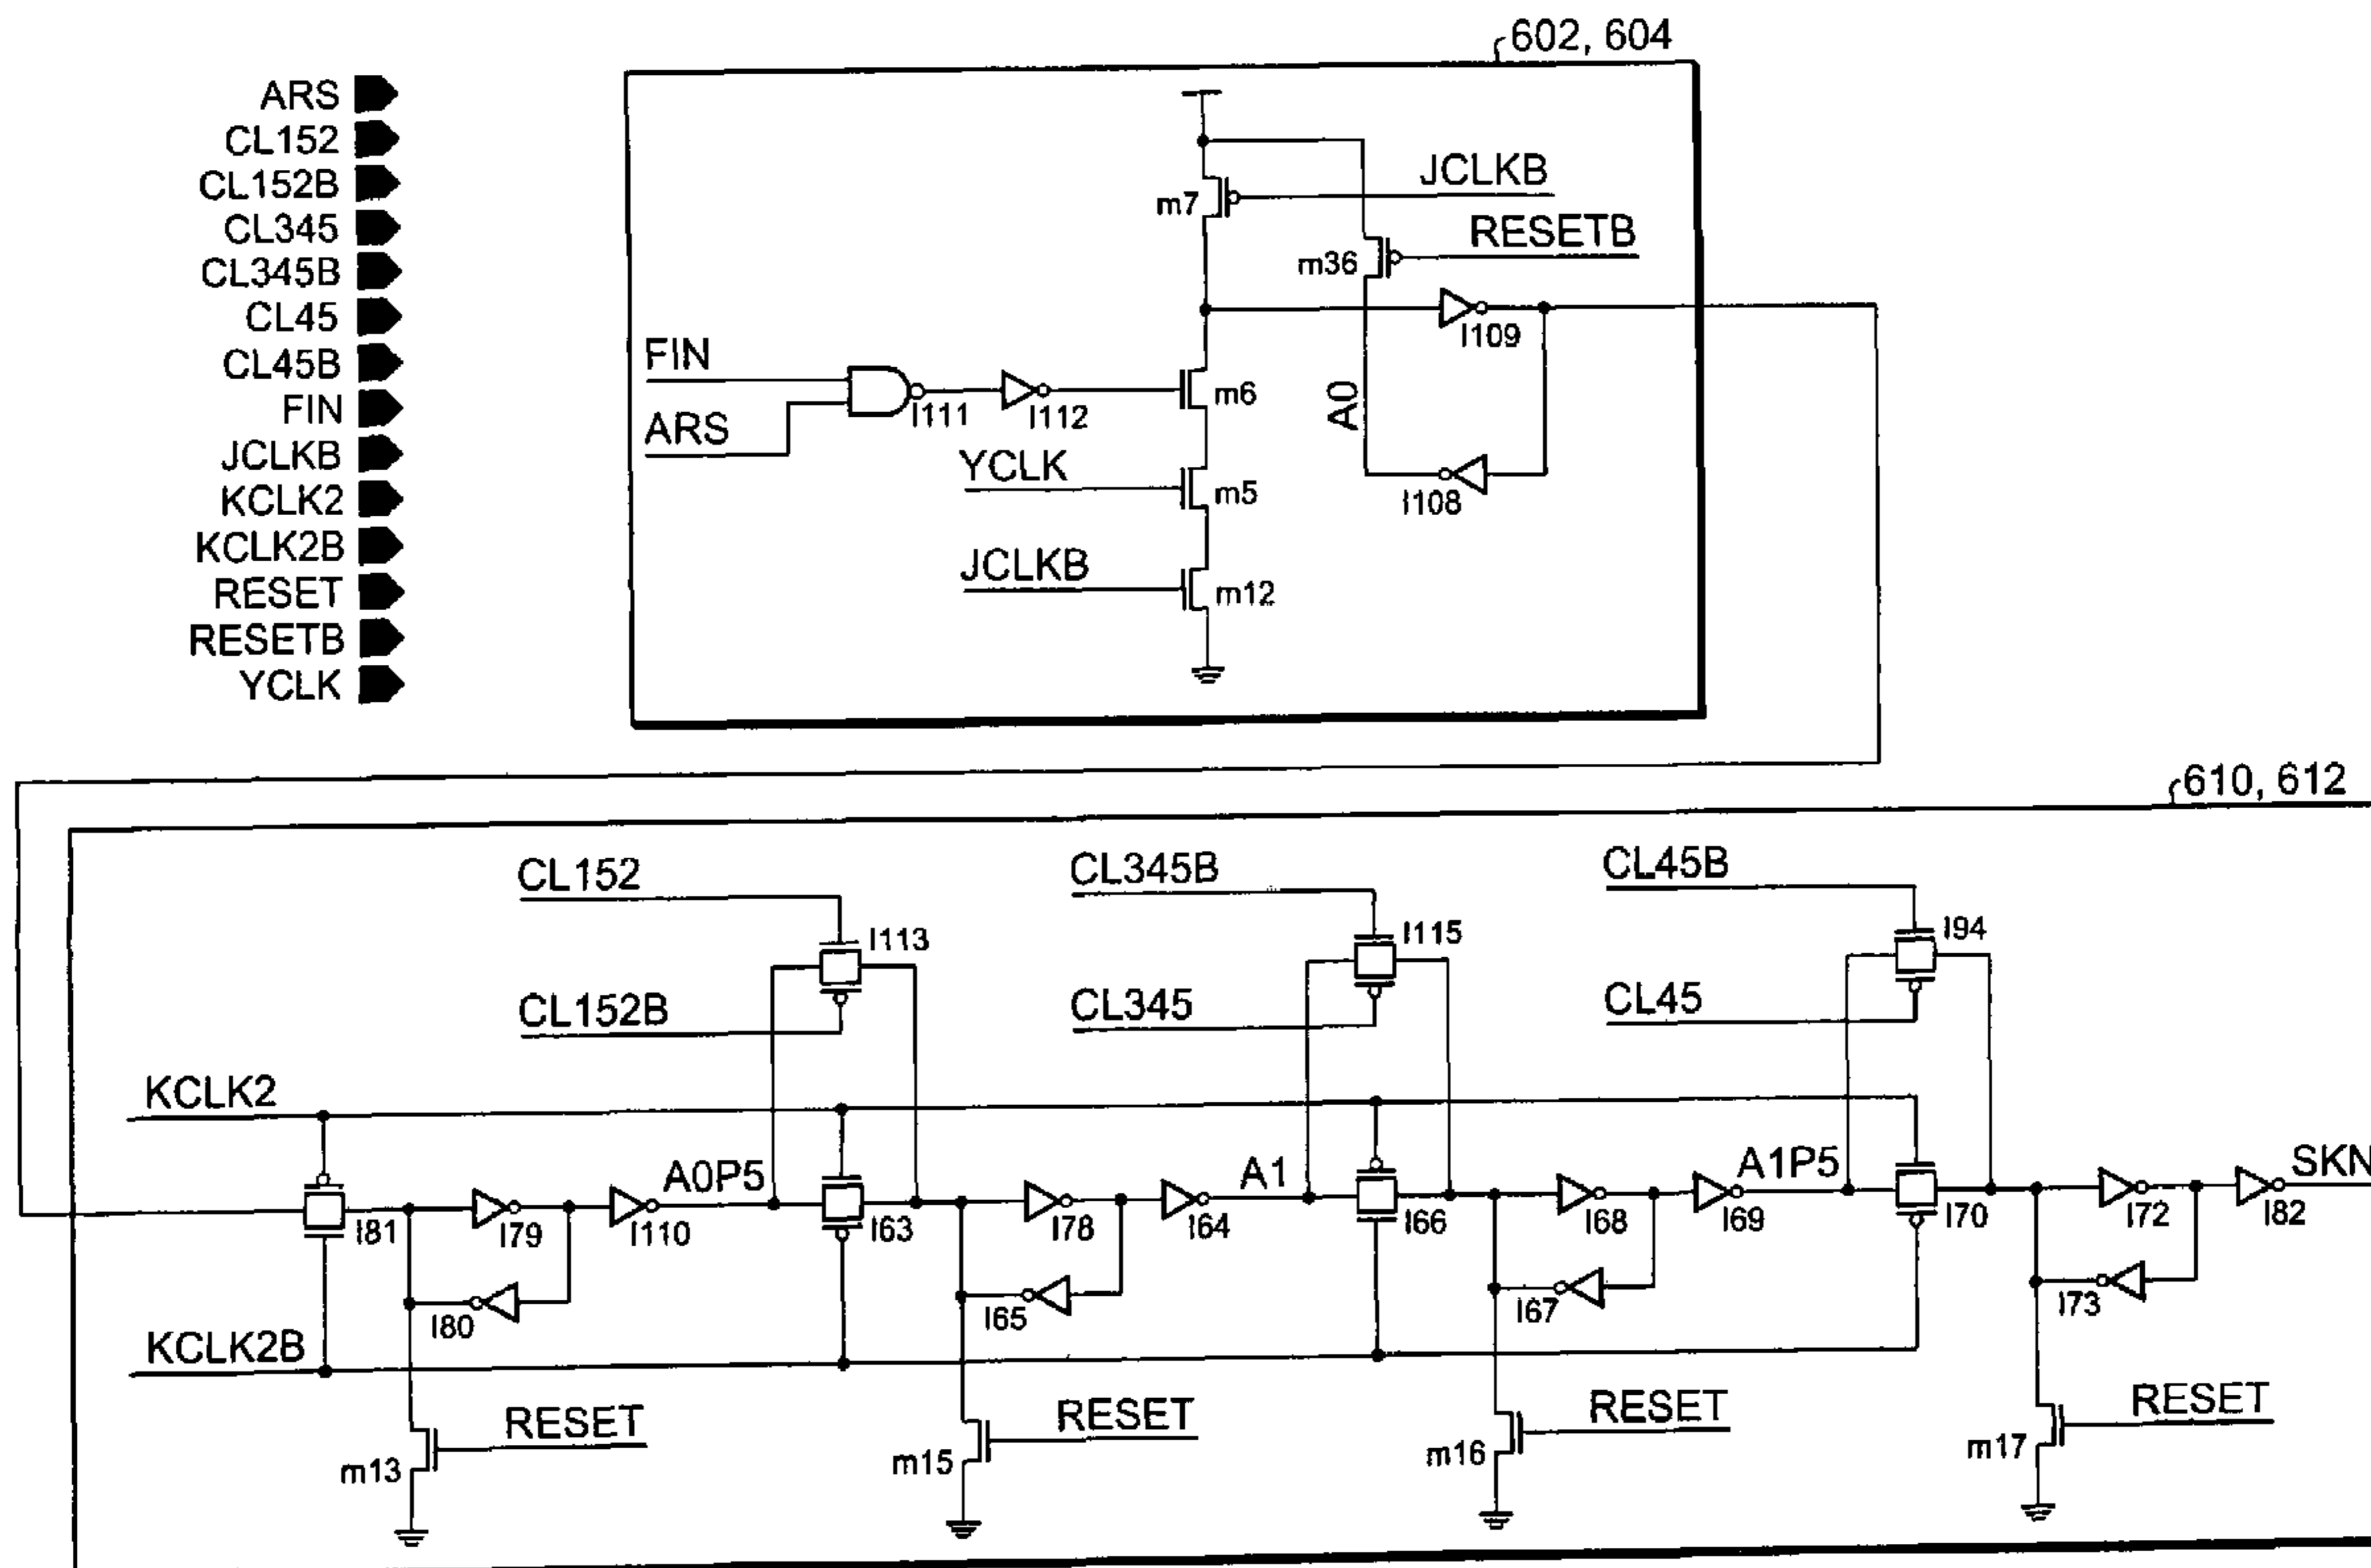 602, 604
ARS
CL152
CL152B
CL345
CL345B
CL45
CL45B
FIN
JCLKB
KCLK2
KCLK2B
RESET
RESETB
YCLK
JCLKB
m7
RESETB
m36
I109
FIN
ARS
I111
I112
m6
A0
YCLK
m5
I108
JCLKB
m12
610, 612
CL152
I113
CL152B
CL345B
I115
CL345
CL45B
I94
CL45
KCLK2
I81
I79
I110
A0P5
I63
I78
I64
A1
I66
I68
I69
A1P5
I70
I72
I82
SKN
I80
I65
I67
I73
KCLK2B
RESET
m13
RESET
m15
RESET
m16
RESET
m17